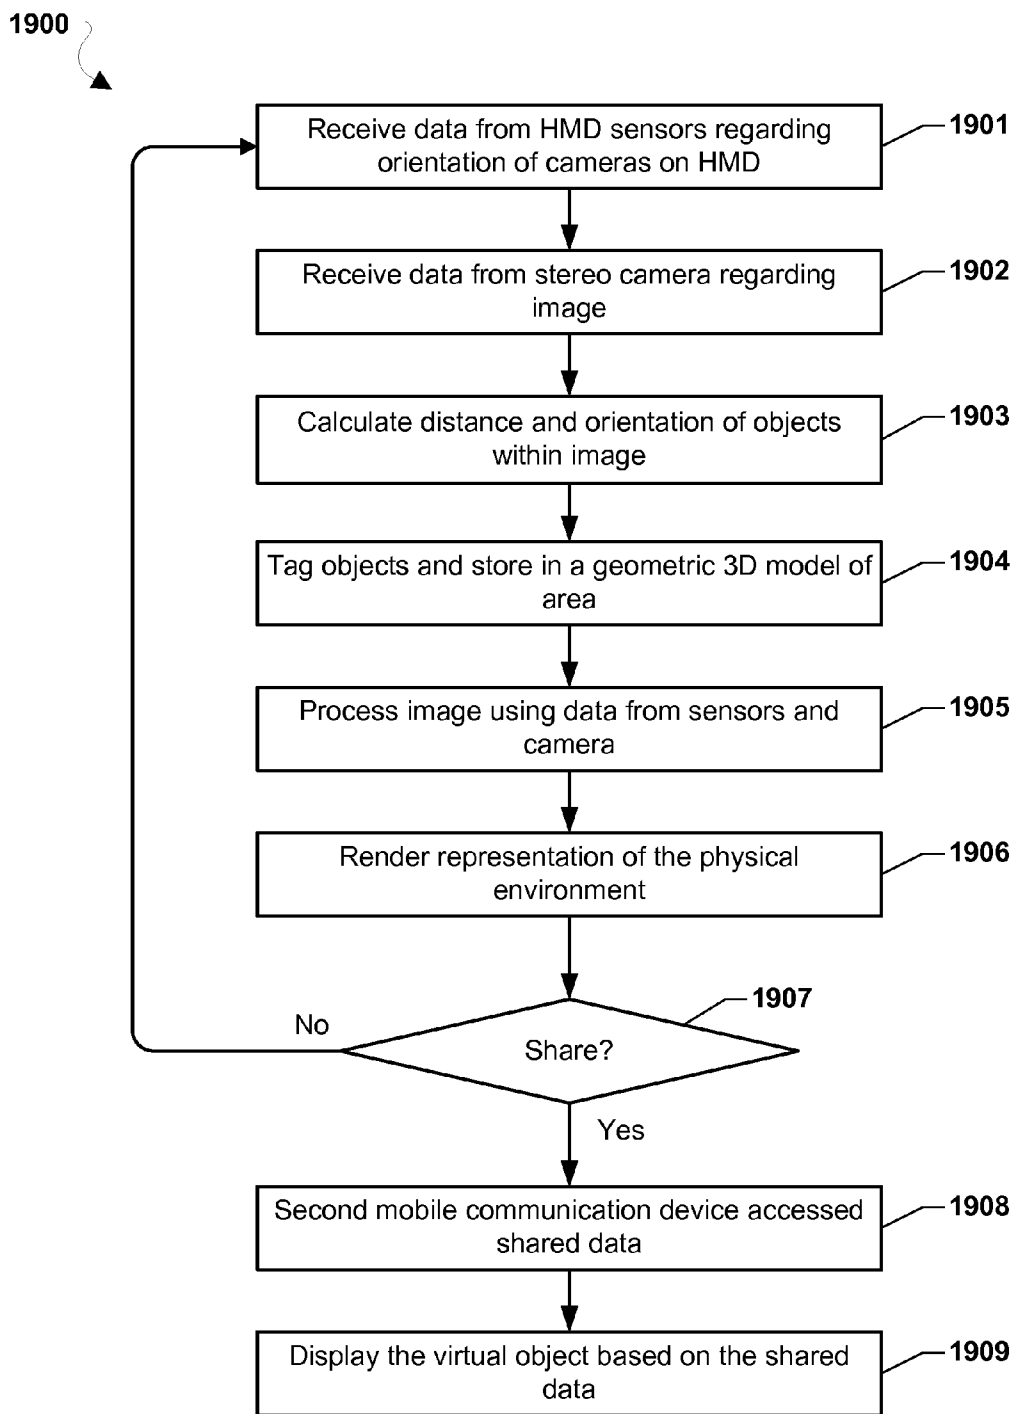 1900
Receive data from HMD sensors regarding
orientation of cameras on HMD
1901
Receive data from stereo camera regarding
image
1902
Calculate distance and orientation of objects
within image
1903
Tag objects and store in a geometric 3D model of
area
1904
Process image using data from sensors and
camera
1905
Render representation of the physical
environment
1906
Share?
1907
No
Yes
Second mobile communication device accessed
shared data
1908
Display the virtual object based on the shared
data
1909